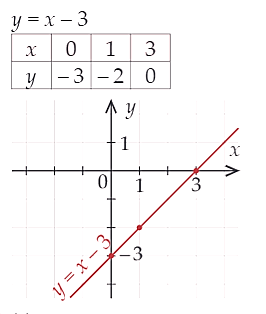 y = x – 3
x 0 1 3
y –3 –2 0
y
1
x
0 1 3
–3
y = x – 3